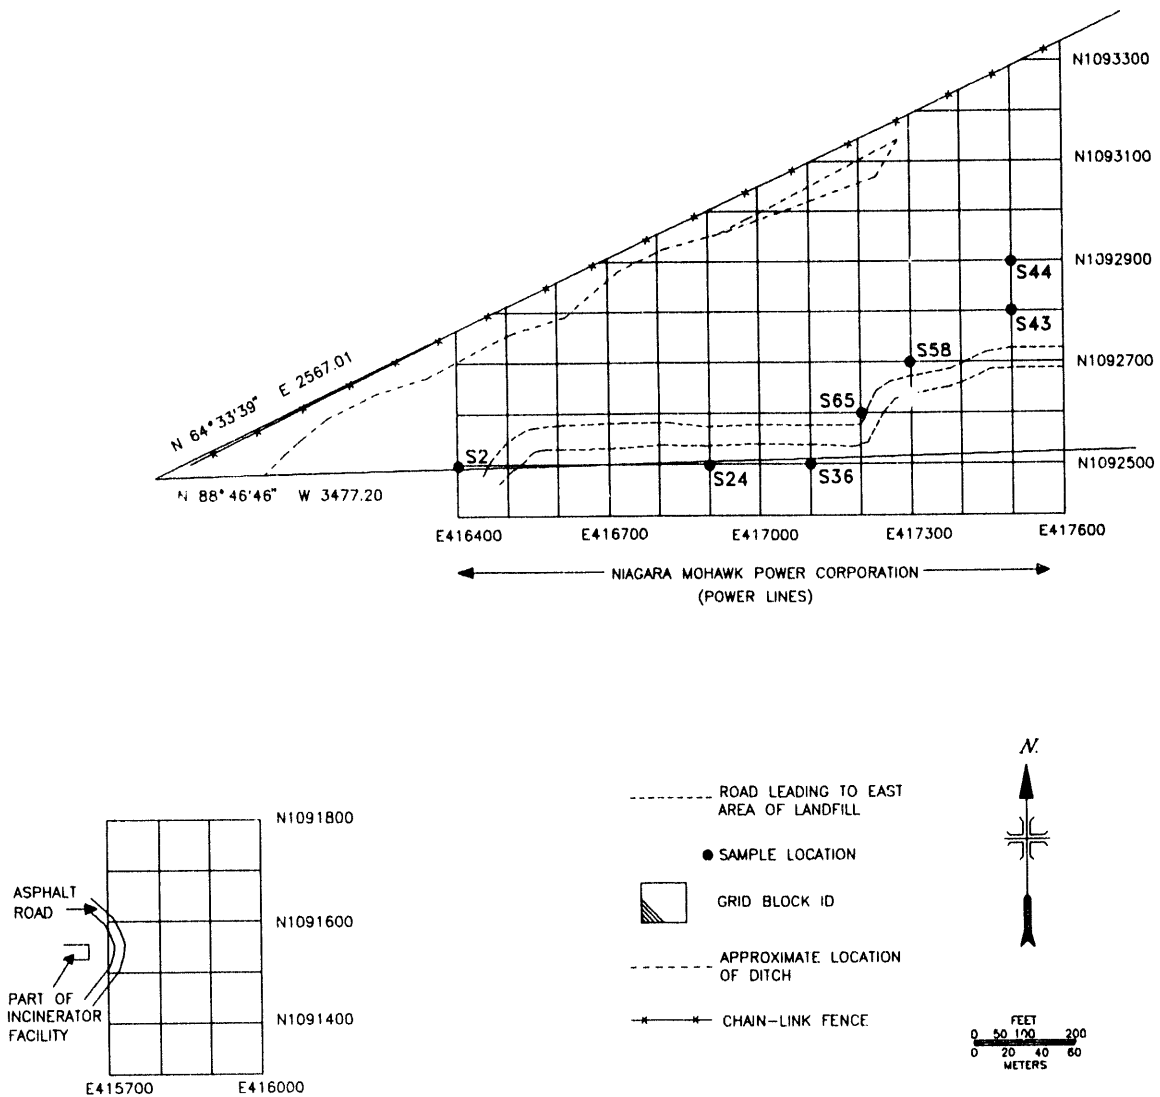 N1093300
N1093100
N1092900
S44
S43
S58
N1092700
N 64° 33'39" E 2567.01
S65
S2
S24
S36
N1092500
N 88° 46'46" W 3477.20
E416400
E416700
E417000
E417300
E417600
NIAGARA MOHAWK POWER CORPORATION
(POWER LINES)
N.
N1091800
ROAD LEADING TO EAST
AREA OF LANDFILL
SAMPLE LOCATION
ASPHALT
ROAD
GRID BLOCK ID
N1091600
APPROXIMATE LOCATION
OF DITCH
PART OF
INCINERATOR
FACILITY
N1091400
CHAIN-LINK FENCE
FEET
0 50 100 200
0 20 40 60
METERS
E415700
E416000